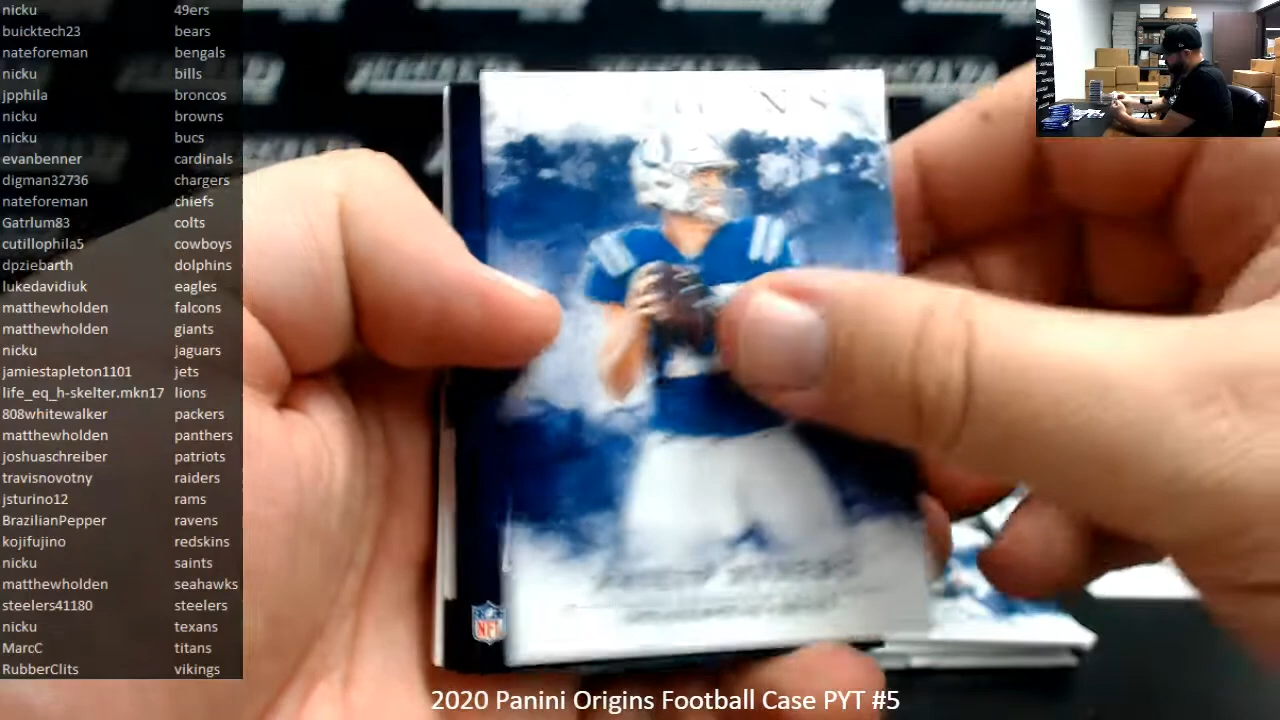 nicku 49ers
buicktech23 bears
nateforeman bengals
nicku bills
jpphila broncos
nicku browns
nicku bucs
evanbenner cardinals
digman32736 chargers
nateforeman chiefs
Gatrlum83 colts
cutillophila5 cowboys
dpziebarth dolphins
lukedavidiuk eagles
matthewholden falcons
matthewholden giants
nicku jaguars
jamiestapleton1101 jets
life_eq_h-skelter.mkn17 lions
808whitewalker packers
matthewholden panthers
joshuaschreiber patriots
travisnovotny raiders
jsturino12 rams
BrazilianPepper ravens
kojifujino redskins
nicku saints
matthewholden seahawks
steelers41180 steelers
nicku texans
MarcC titans
RubberClits vikings
NFL
2020 Panini Origins Football Case PYT #5